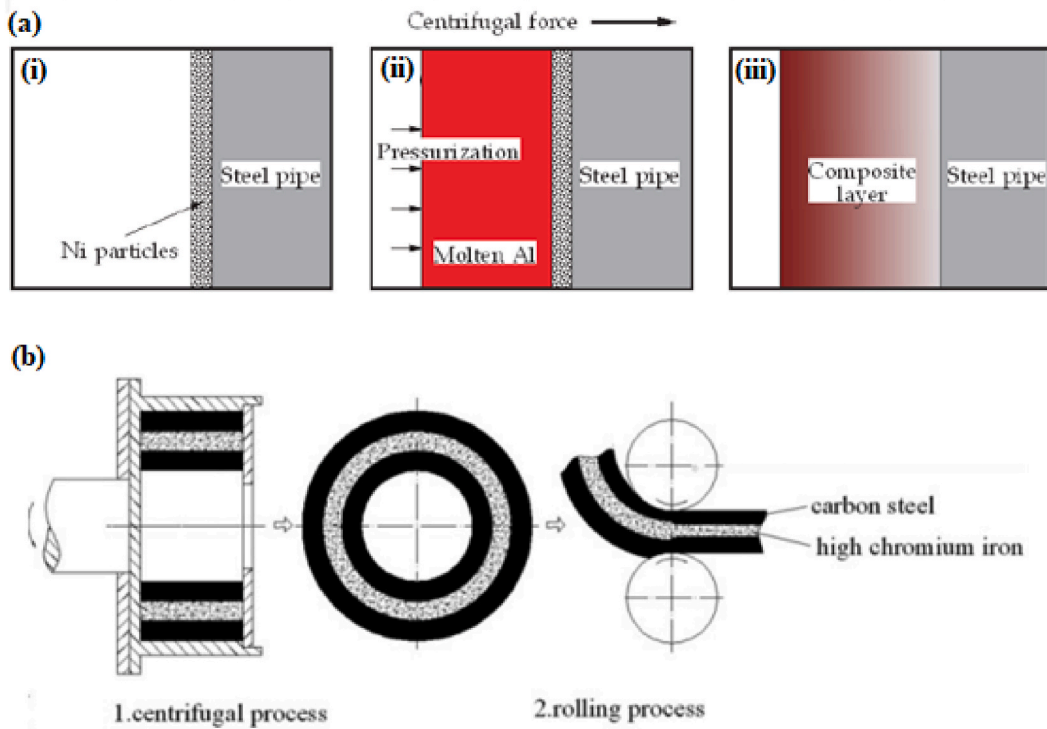 (a)
Centrifugal force
(i)
(ii)
(iii)
Steel pipe
Ni particles
Pressurization
Steel pipe
Molten Al
Composite
layer
Steel pipe
(b)
carbon steel
high chromium iron
1.centrifugal process
2.rolling process